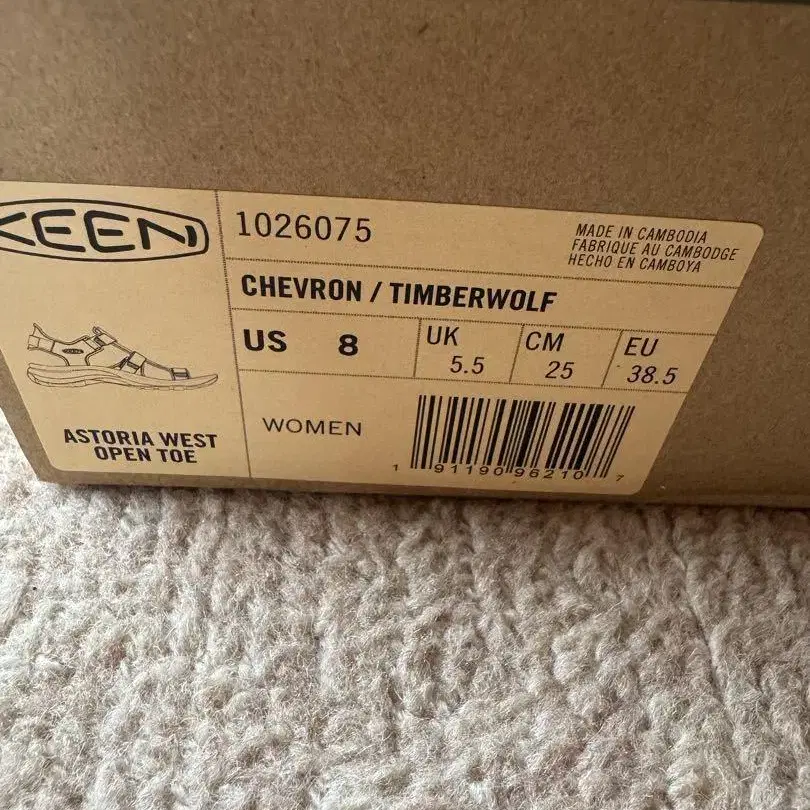 KEEN
1026075
MADE IN CAMBODIA
FABRIQUE AU CAMBODGE
HECHO EN CAMBOYA
CHEVRON / TIMBERWOLF
US 8
UK 5.5
CM 25
EU 38.5
ASTORIA WEST
OPEN TOE
WOMEN
1 91190 96210 7